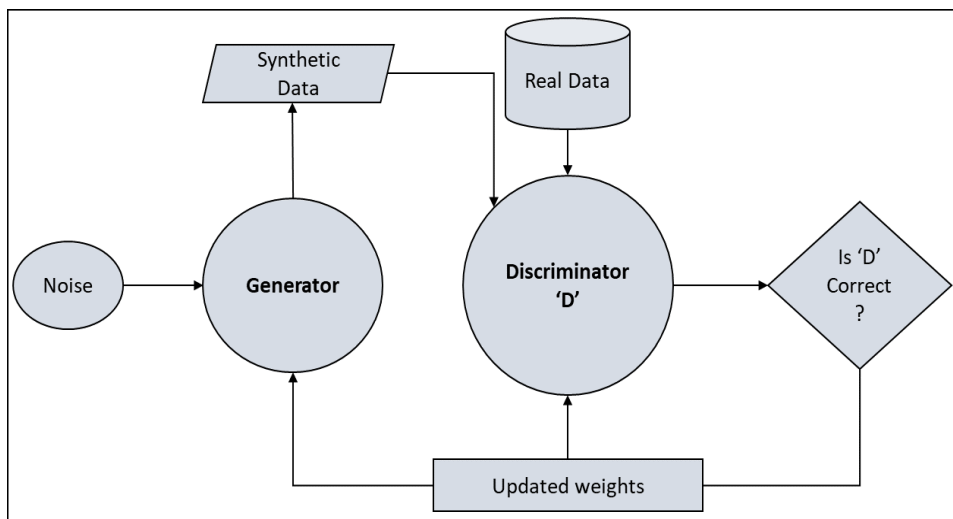 Synthetic
Data
Real Data
Noise
Generator
Discriminator
‘D’
Is ‘D’
Correct
?
Updated weights